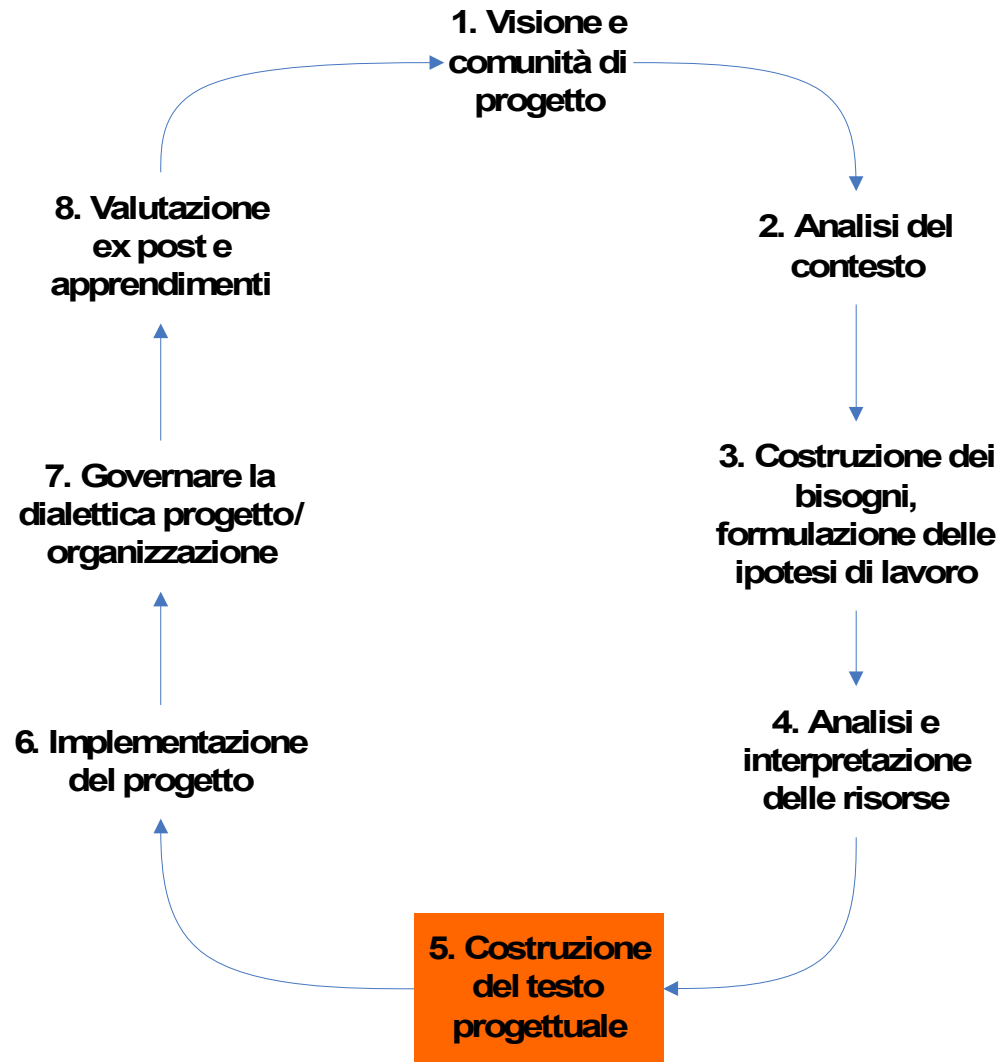 1. Visione e
comunità di
progetto
2. Analisi del
contesto
3. Costruzione dei
bisogni,
formulazione delle
ipotesi di lavoro
4. Analisi e
interpretazione
delle risorse
5. Costruzione
del testo
progettuale
6. Implementazione
del progetto
7. Governare la
dialettica progetto/
organizzazione
8. Valutazione
ex post e
apprendimenti